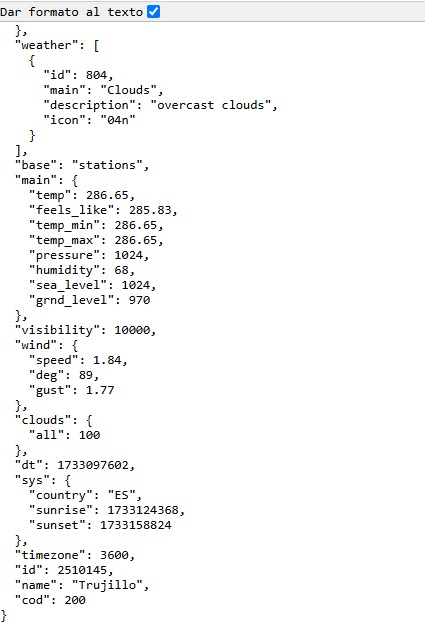 Dar formato al texto
  },
  "weather": [
    {
      "id": 804,
      "main": "Clouds",
      "description": "overcast clouds",
      "icon": "04n"
    }
  ],
  "base": "stations",
  "main": {
    "temp": 286.65,
    "feels_like": 285.83,
    "temp_min": 286.65,
    "temp_max": 286.65,
    "pressure": 1024,
    "humidity": 68,
    "sea_level": 1024,
    "grnd_level": 970
  },
  "visibility": 10000,
  "wind": {
    "speed": 1.84,
    "deg": 89,
    "gust": 1.77
  },
  "clouds": {
    "all": 100
  },
  "dt": 1733097602,
  "sys": {
    "country": "ES",
    "sunrise": 1733124368,
    "sunset": 1733158824
  },
  "timezone": 3600,
  "id": 2510145,
  "name": "Trujillo",
  "cod": 200
}